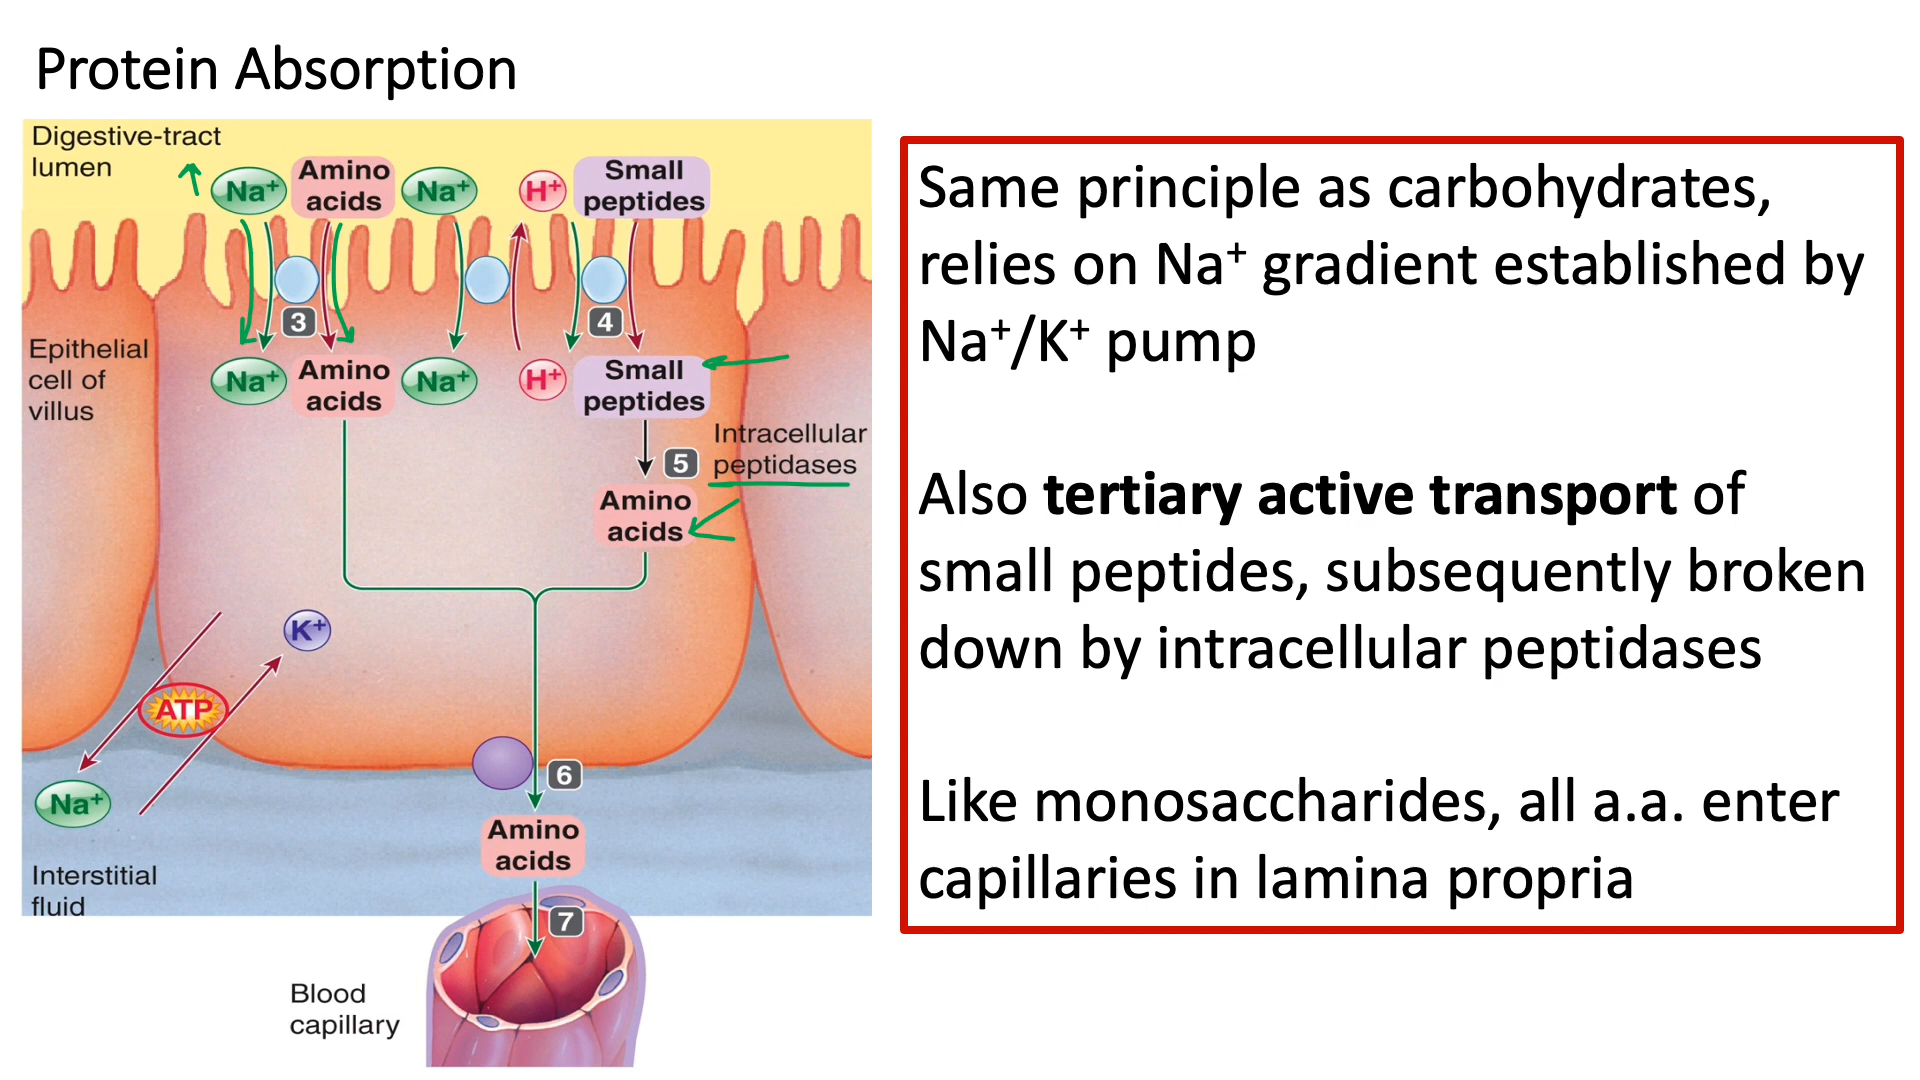 Protein Absorption
Digestive-tract
lumen
Na⁺
Amino
acids
Na⁺
H⁺
Small
peptides
3
4
Epithelial
cell of
villus
Na⁺
Amino
acids
Na⁺
H⁺
Small
peptides
Intracellular
peptidases
5
Amino
acids
K⁺
ATP
Na⁺
6
Amino
acids
Interstitial
fluid
7
Blood
capillary
Same principle as carbohydrates,
relies on Na⁺ gradient established by
Na⁺/K⁺ pump
Also tertiary active transport of
small peptides, subsequently broken
down by intracellular peptidases
Like monosaccharides, all a.a. enter
capillaries in lamina propria